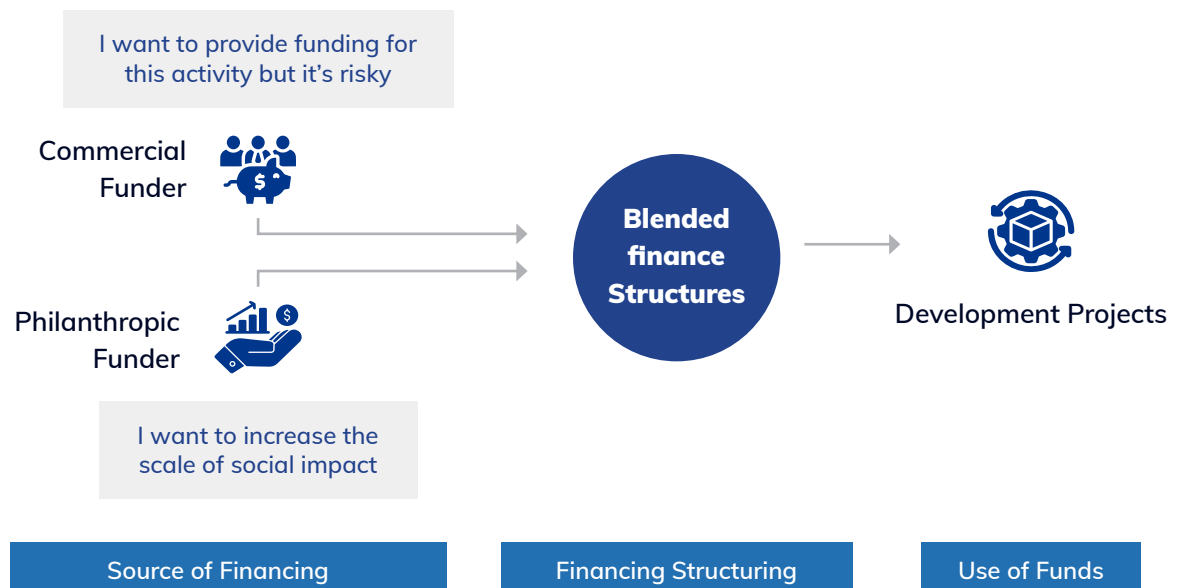 I want to provide funding for
this activity but it's risky
Commercial
Funder
$
Philanthropic
Funder
$
I want to increase the
scale of social impact
Blended
finance
Structures
Development Projects
Source of Financing
Financing Structuring
Use of Funds